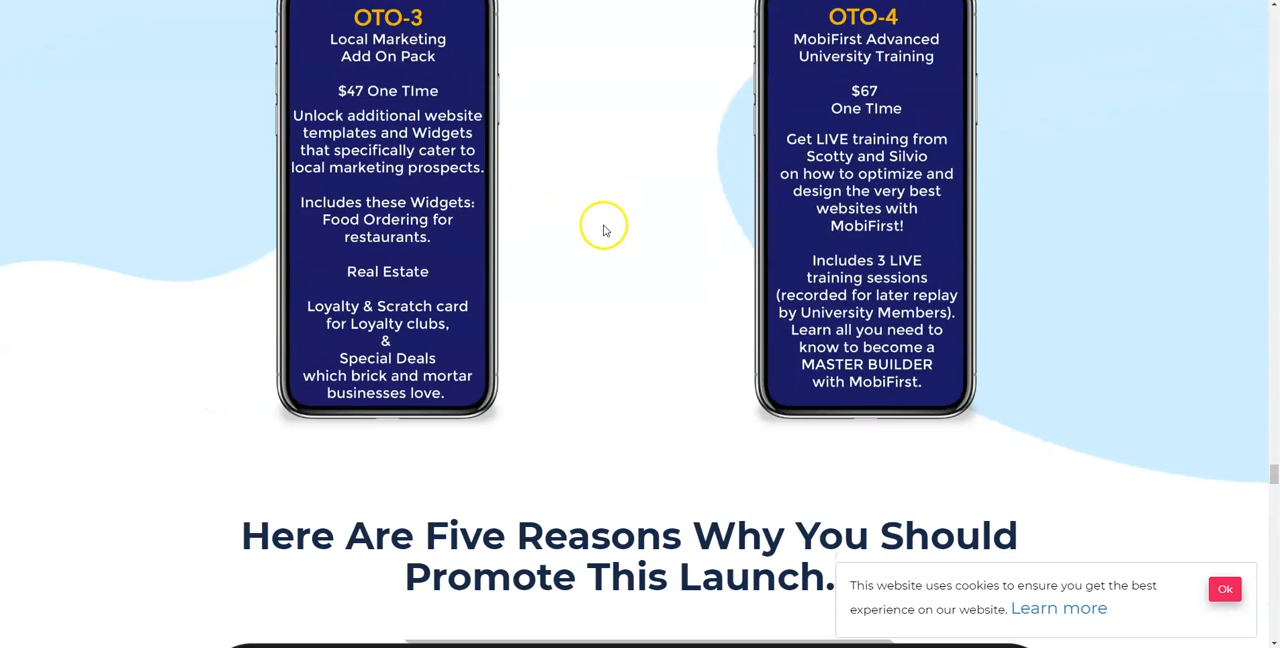 OTO-3
Local Marketing
Add On Pack
$47 One TIme
Unlock additional website
templates and Widgets
that specifically cater to
local marketing prospects.
Includes these Widgets:
Food Ordering for
restaurants.
Real Estate
Loyalty & Scratch card
for Loyalty clubs,
&
Special Deals
which brick and mortar
businesses love.
OTO-4
MobiFirst Advanced
University Training
$67
One TIme
Get LIVE training from
Scotty and Silvio
on how to optimize and
design the very best
websites with
MobiFirst!
Includes 3 LIVE
training sessions
(recorded for later replay
by University Members).
Learn all you need to
know to become a
MASTER BUILDER
with MobiFirst.
Here Are Five Reasons Why You Should
Promote This Launch.
This website uses cookies to ensure you get the best
experience on our website. Learn more
Ok